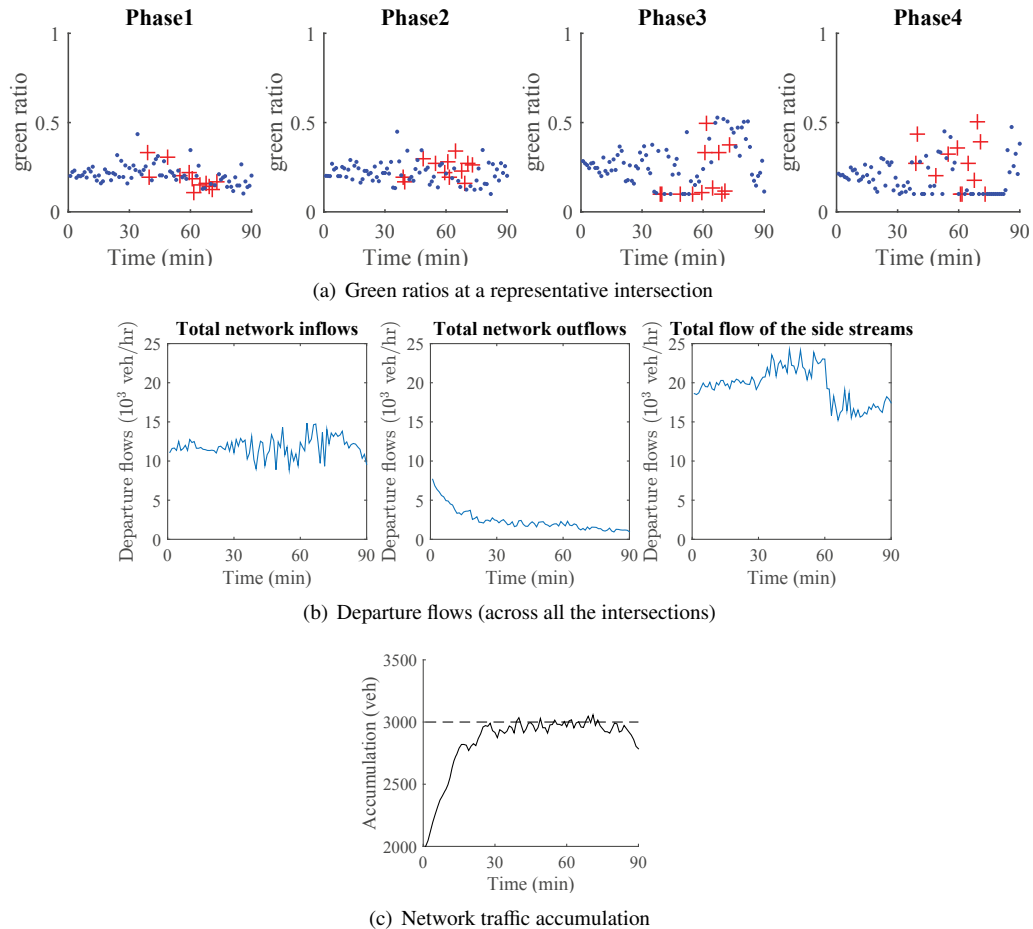 Phase1 Phase2 Phase3 Phase4
green ratio green ratio green ratio green ratio
1 1 1 1
0.5 0.5 0.5 0.5
0 0 0 0
0 30 60 90 0 30 60 90 0 30 60 90 0 30 60 90
Time (min) Time (min) Time (min) Time (min)
(a) Green ratios at a representative intersection
Total network inflows Total network outflows Total flow of the side streams
Departure flows (10³ veh/hr) Departure flows (10³ veh/hr) Departure flows (10³ veh/hr)
25 25 25
20 20 20
15 15 15
10 10 10
5 5 5
0 0 0
0 30 60 90 0 30 60 90 0 30 60 90
Time (min) Time (min) Time (min)
(b) Departure flows (across all the intersections)
Accumulation (veh)
3500
3000
2500
2000
0 30 60 90
Time (min)
(c) Network traffic accumulation